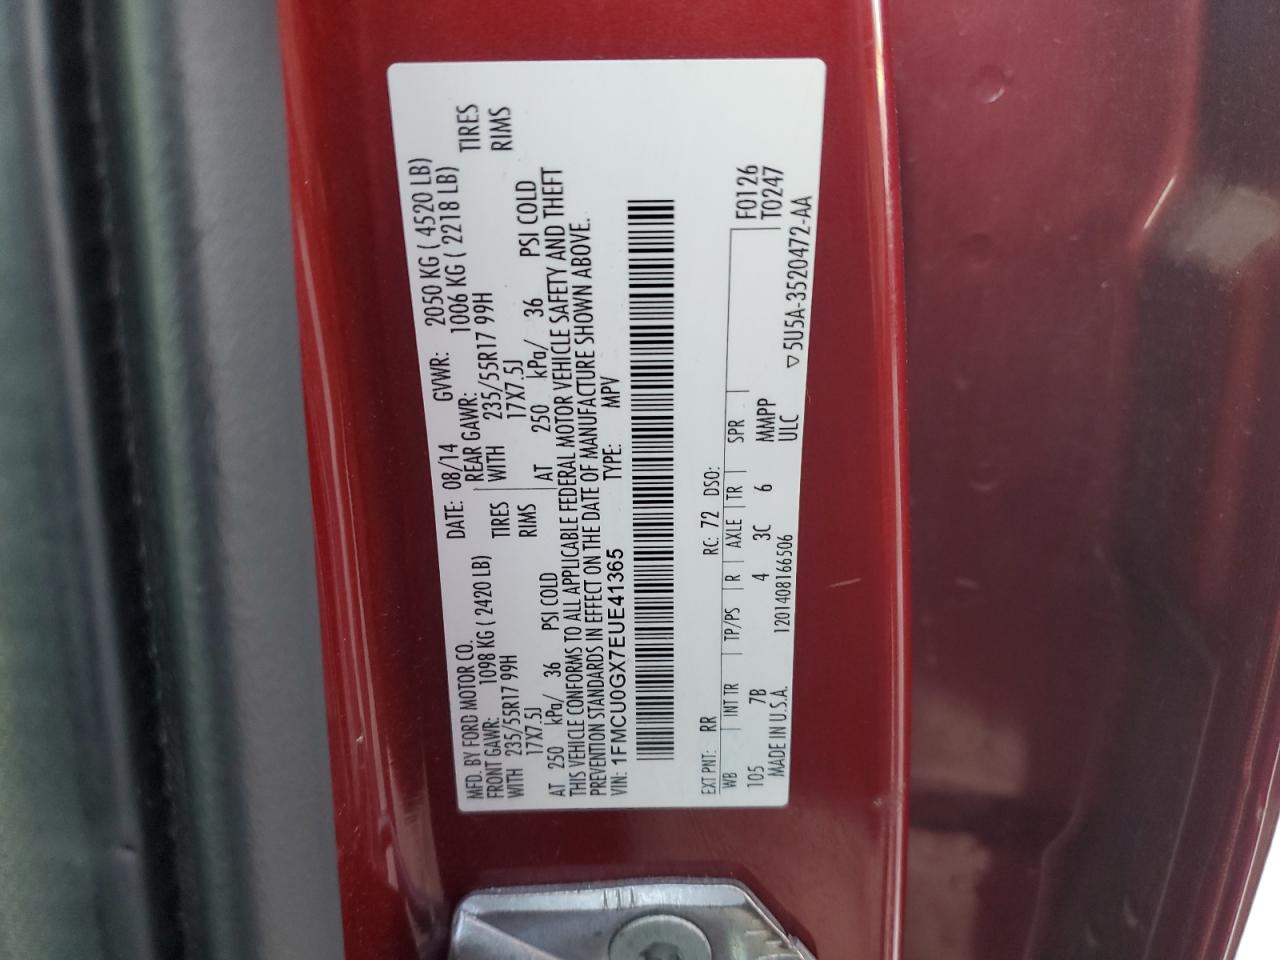 MFD. BY FORD MOTOR CO.
DATE: 08/14 GVWR: 2050 KG ( 4520 LB)
FRONT GAWR: 1098 KG ( 2420 LB) REAR GAWR: 1006 KG ( 2218 LB)
WITH 235/55R17 99H TIRES WITH 235/55R17 99H TIRES
17X7.5J RIMS 17X7.5J RIMS
AT 250 kPa/ 36 PSI COLD AT 250 kPa/ 36 PSI COLD
THIS VEHICLE CONFORMS TO ALL APPLICABLE FEDERAL MOTOR VEHICLE SAFETY AND THEFT
PREVENTION STANDARDS IN EFFECT ON THE DATE OF MANUFACTURE SHOWN ABOVE.
VIN: 1FMCU0GX7EUE41365 TYPE: MPV
EXT PNT: RR RC: 72 DSO:
WB INT TR TP/PS R AXLE TR SPR F0126
105 7B 4 3C 6 MMPP T0247
MADE IN U.S.A. 1201408166506 ULC
▽5U5A-3520472-AA